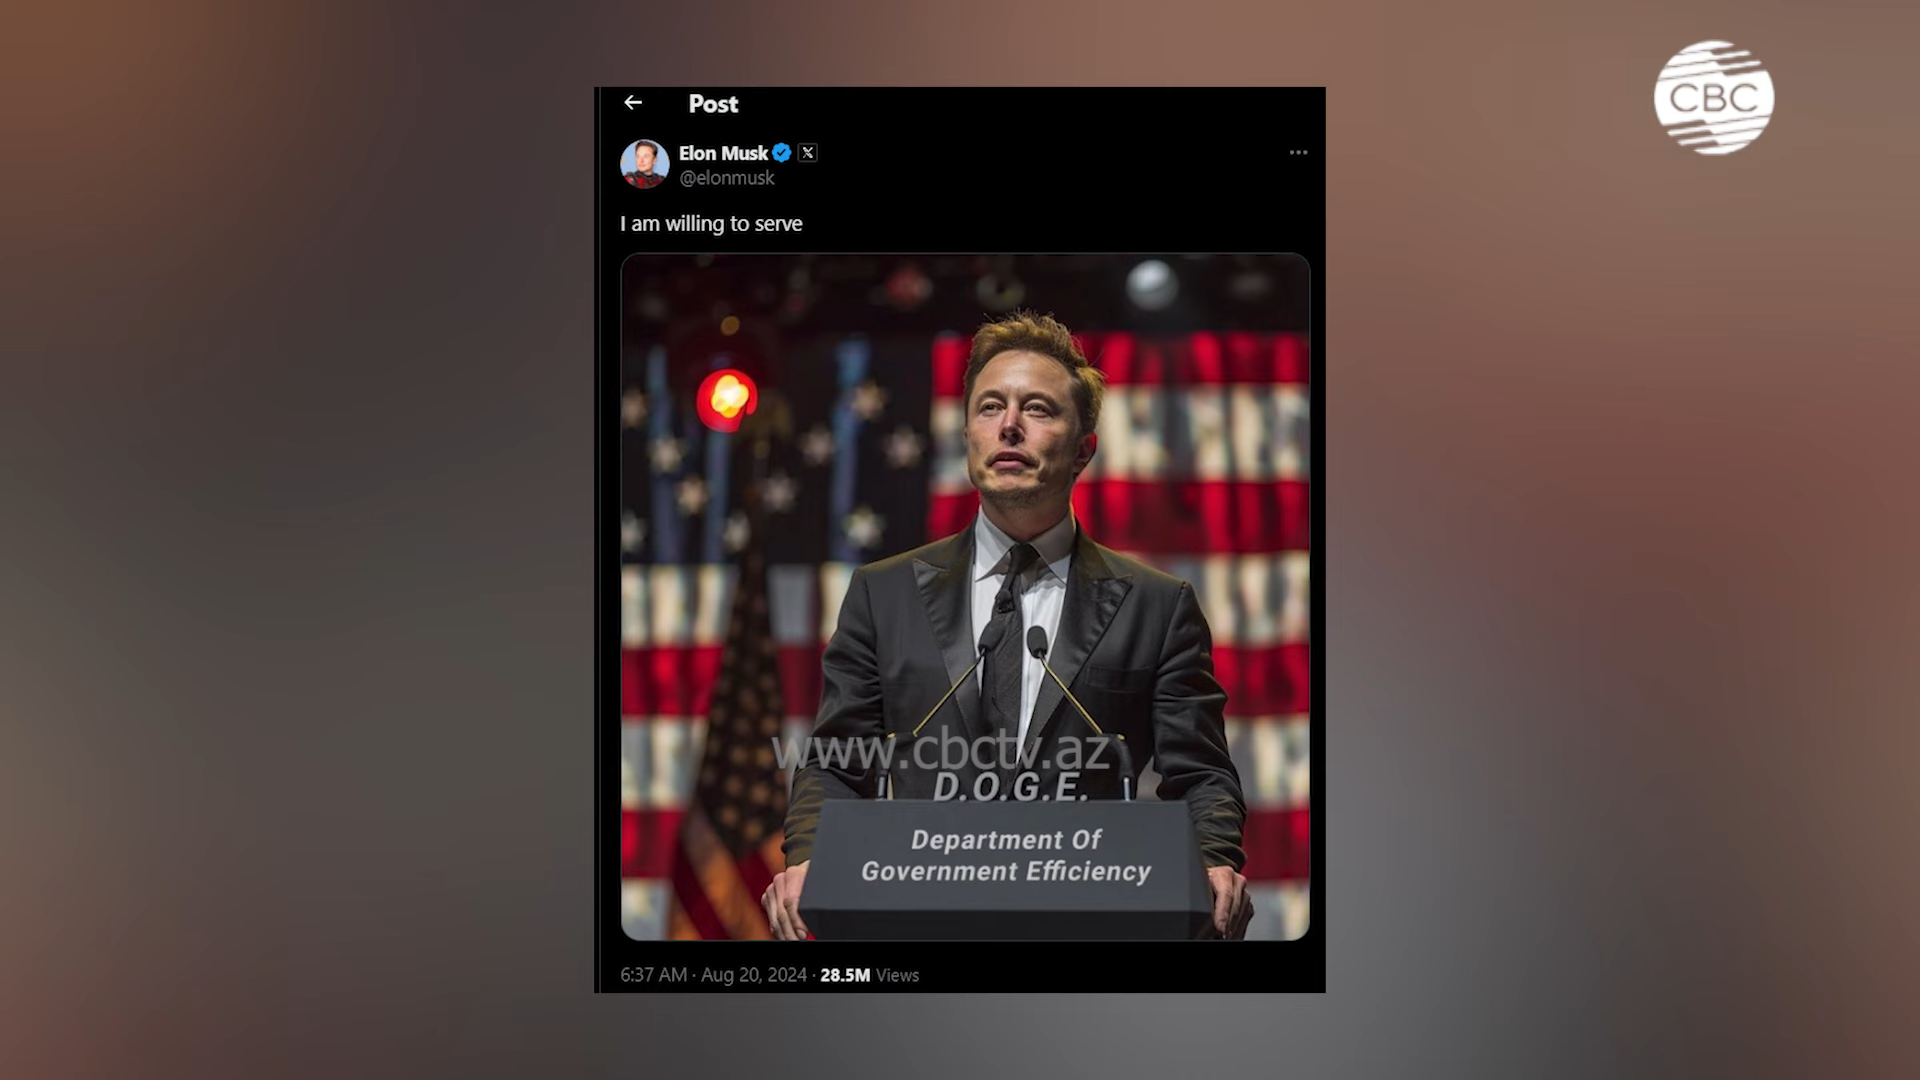 CBC
Post
Elon Musk
@elonmusk
I am willing to serve
www.cbctv.az
D.O.G.E.
Department Of
Government Efficiency
6:37 AM · Aug 20, 2024 · 28.5M Views